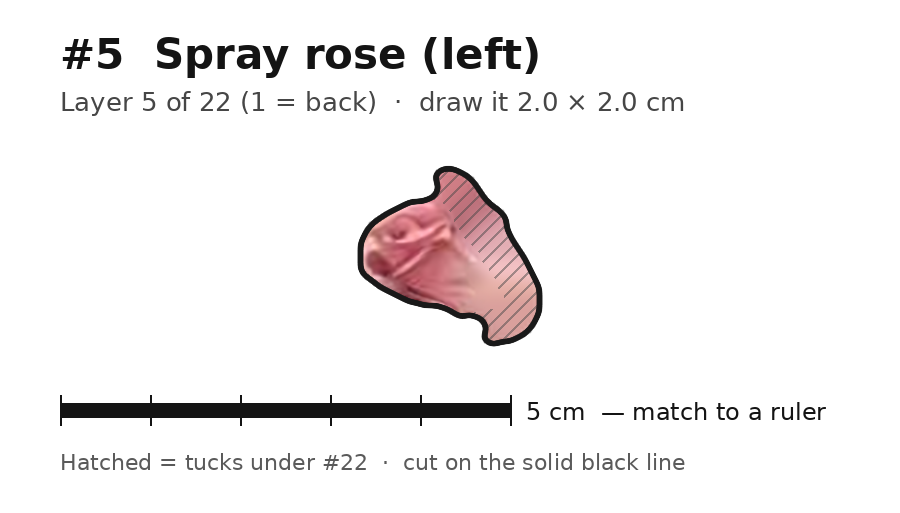 #5  Spray rose (left)
Layer 5 of 22 (1 = back)  ·  draw it 2.0 × 2.0 cm
5 cm  — match to a ruler
Hatched = tucks under #22  ·  cut on the solid black line